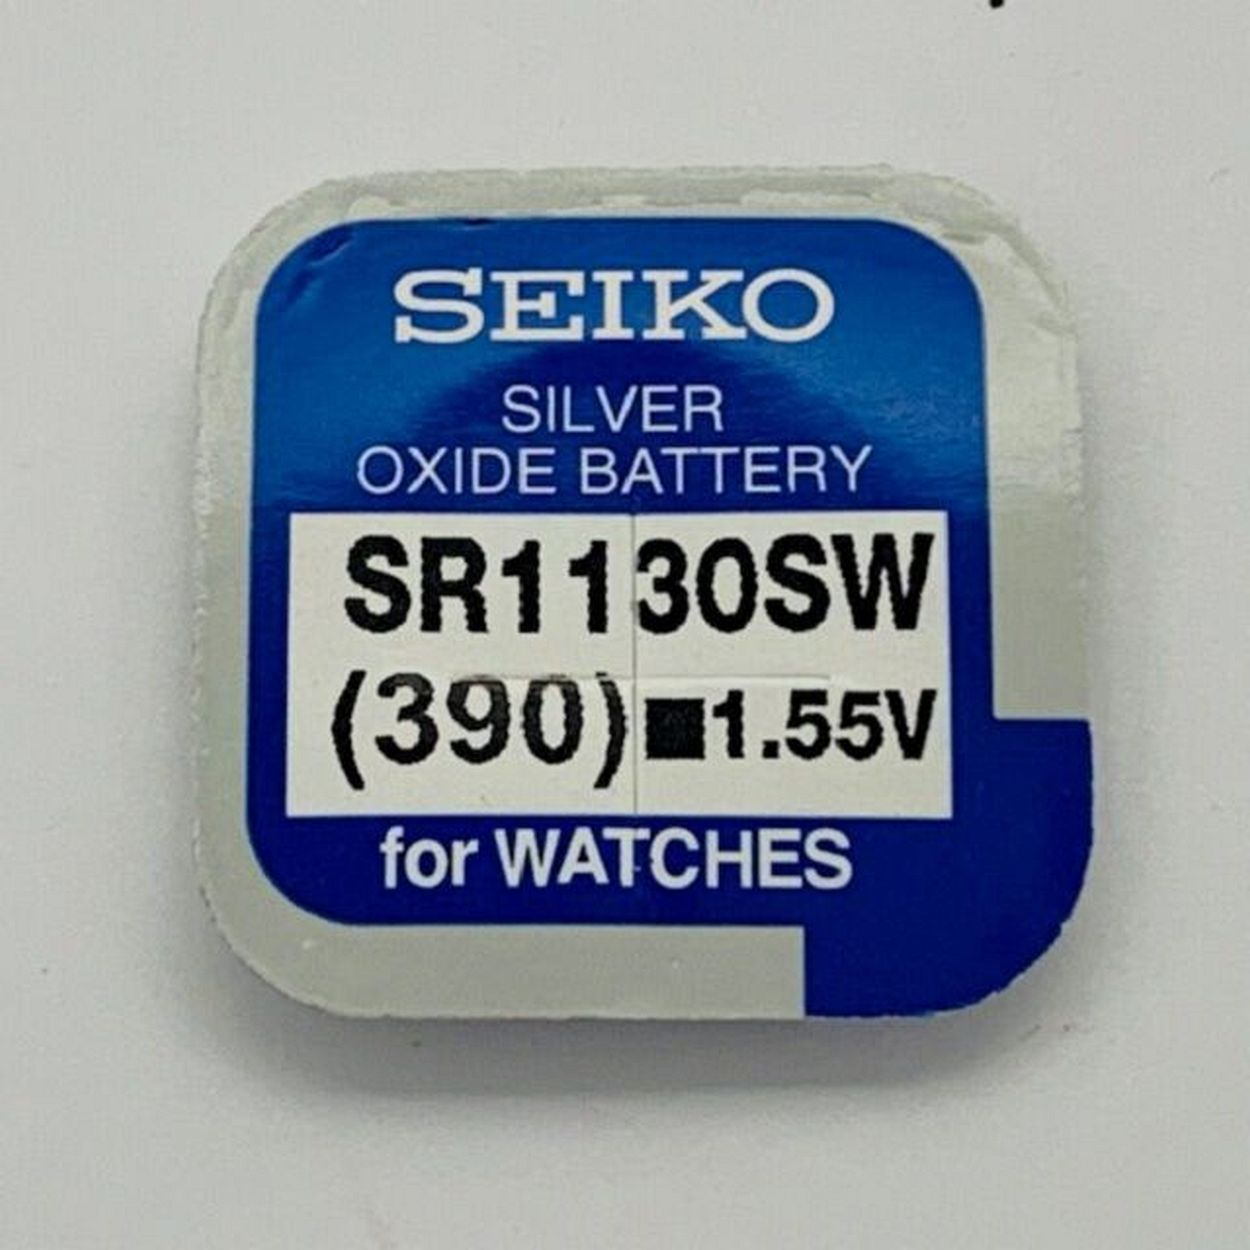 SEIKO
SILVER
OXIDE BATTERY
SR1130SW
(390) ■1.55V
for WATCHES